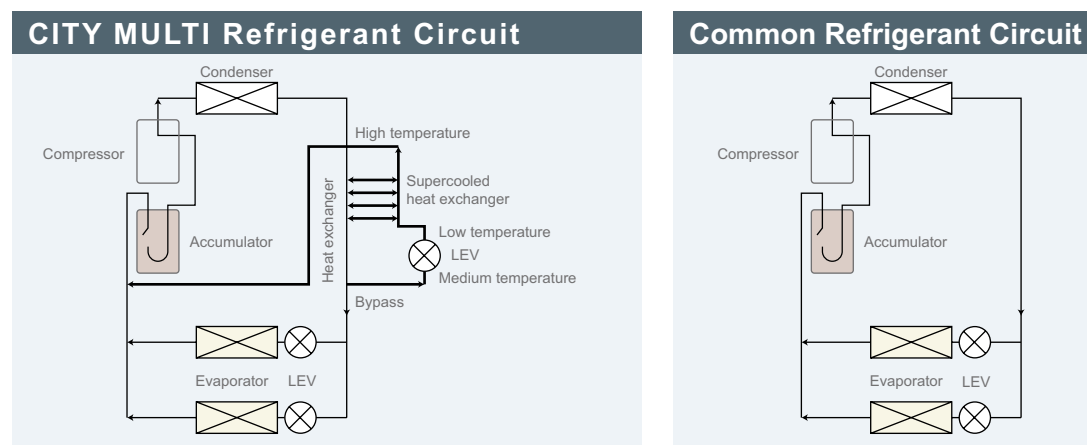 CITY MULTI Refrigerant Circuit
Condenser
High temperature
Compressor
Supercooled
heat exchanger
Heat exchanger
Low temperature
Accumulator
LEV
Medium temperature
Bypass
Evaporator
LEV
Common Refrigerant Circuit
Condenser
Compressor
Accumulator
Evaporator
LEV